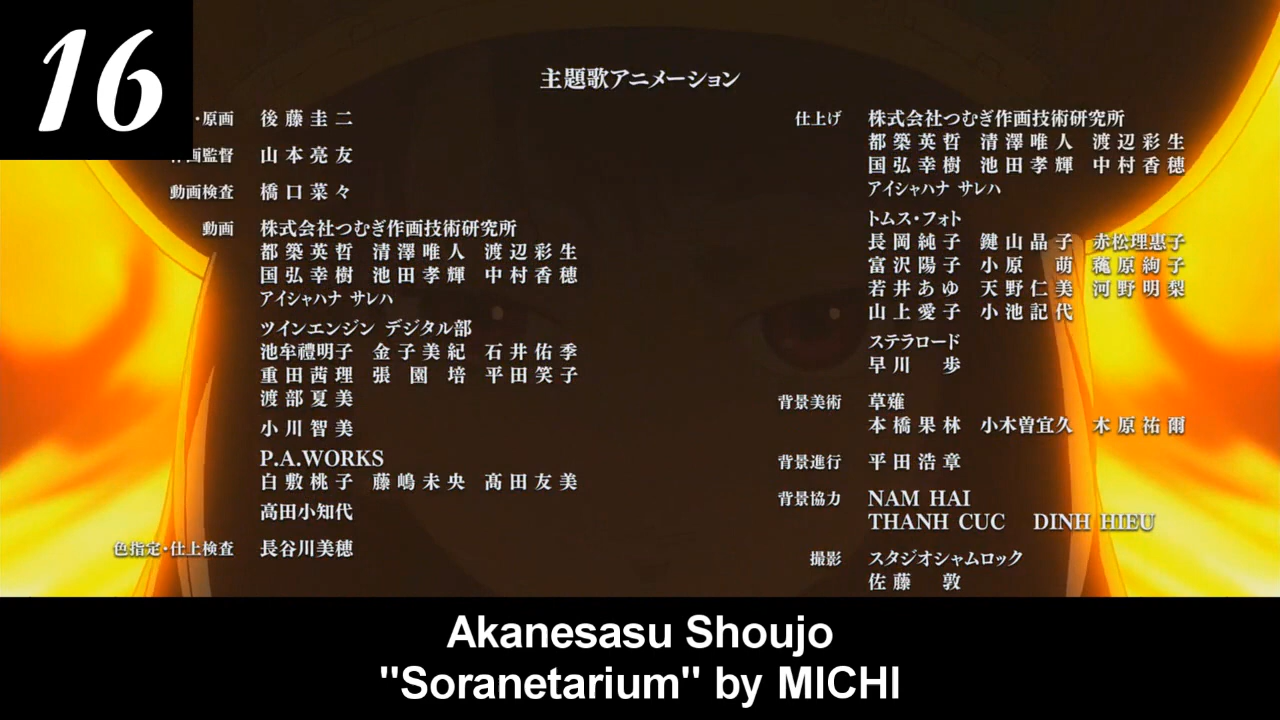 16
主題歌アニメーション
・原画 後藤圭二
作画監督 山本亮友
動画検査 橋口菜々
動画 株式会社つむぎ作画技術研究所
都築英哲 清澤唯人 渡辺彩生
国弘幸樹 池田孝輝 中村香穂
アイシャハナ サレハ
ツインエンジン デジタル部
池牟禮明子 金子美紀 石井佑季
重田茜理 張園培 平田笑子
渡部夏美
小川智美
P.A.WORKS
白敷桃子 藤嶋未央 髙田友美
高田小知代
色指定・仕上検査 長谷川美穂
仕上げ 株式会社つむぎ作画技術研究所
都築英哲 清澤唯人 渡辺彩生
国弘幸樹 池田孝輝 中村香穂
アイシャハナ サレハ
トムス・フォト
長岡純子 鍵山晶子 赤松理恵子
富沢陽子 小原萌 蘒原絢子
若井あゆ 天野仁美 河野明梨
山上愛子 小池記代
ステラロード
早川歩
背景美術 草薙
本橋果林 小木曽宜久 木原祐爾
背景進行 平田浩章
背景協力 NAM HAI
THANH CUC DINH HIEU
撮影 スタジオシャムロック
佐藤敦
Akanesasu Shoujo
"Soranetarium" by MICHI